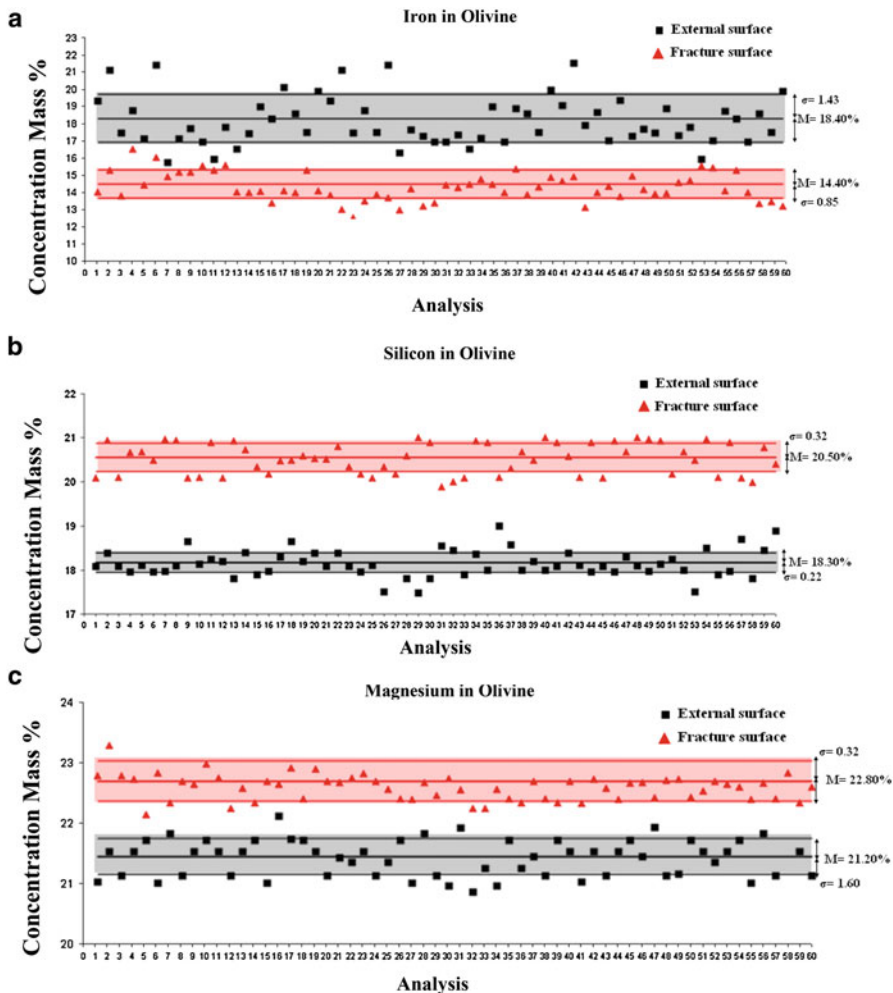 a
Iron in Olivine
External surface
Fracture surface
Concentration Mass %
23
22
21
20
19
18
17
16
15
14
13
12
11
10
σ= 1.43
M= 18.40%
M= 14.40%
σ= 0.85
0 1 2 3 4 5 6 7 8 9 10 11 12 13 14 15 16 17 18 19 20 21 22 23 24 25 26 27 28 29 30 31 32 33 34 35 36 37 38 39 40 41 42 43 44 45 46 47 48 49 50 51 52 53 54 55 56 57 58 59 60
Analysis
b
Silicon in Olivine
External surface
Fracture surface
Concentration Mass %
22
21
20
19
18
17
σ= 0.32
M= 20.50%
M= 18.30%
σ= 0.22
0 1 2 3 4 5 6 7 8 9 10 11 12 13 14 15 16 17 18 19 20 21 22 23 24 25 26 27 28 29 30 31 32 33 34 35 36 37 38 39 40 41 42 43 44 45 46 47 48 49 50 51 52 53 54 55 56 57 58 59 60
Analysis
c
Magnesium in Olivine
External surface
Fracture surface
Concentration Mass %
24
23
22
21
20
σ= 0.32
M= 22.80%
M= 21.20%
σ= 1.60
0 1 2 3 4 5 6 7 8 9 10 11 12 13 14 15 16 17 18 19 20 21 22 23 24 25 26 27 28 29 30 31 32 33 34 35 36 37 38 39 40 41 42 43 44 45 46 47 48 49 50 51 52 53 54 55 56 57 58 59 60
Analysis